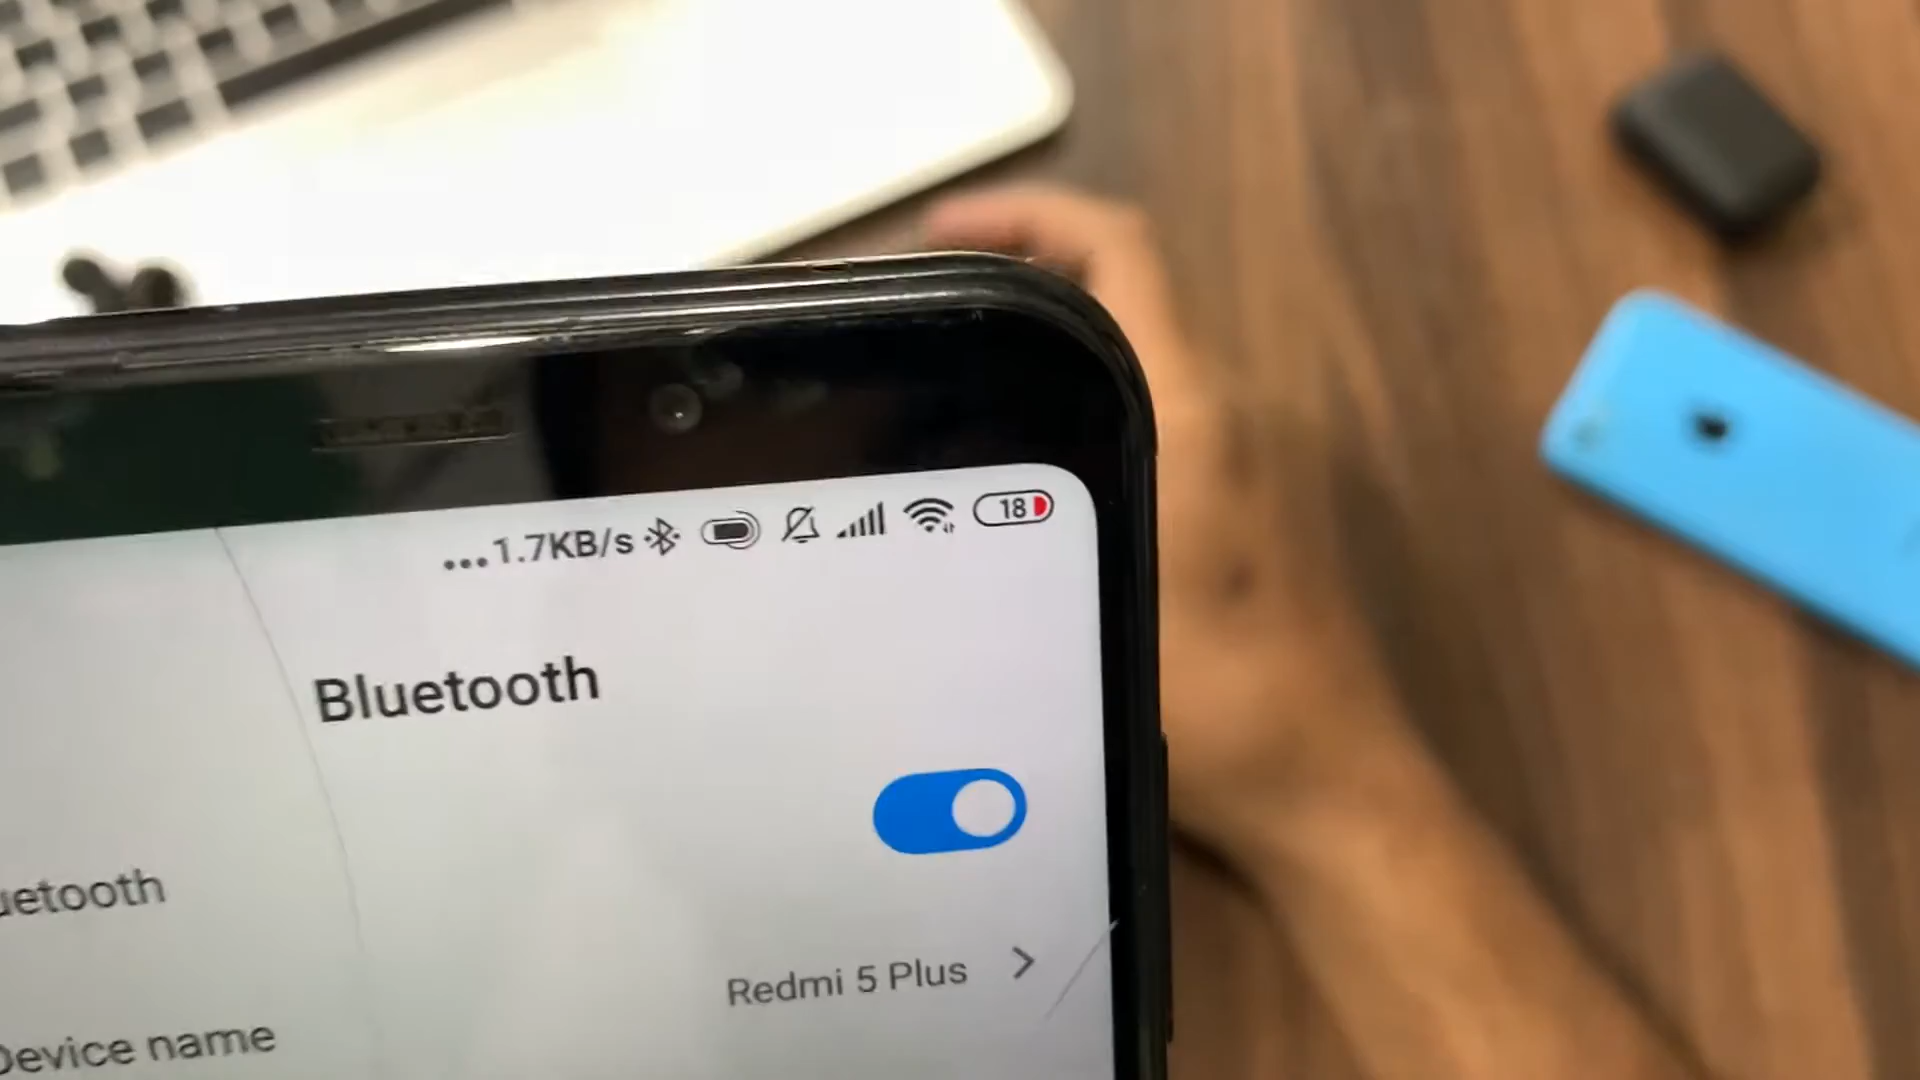 ...1.7KB/s 18
Bluetooth
uetooth
Redmi 5 Plus
Device name